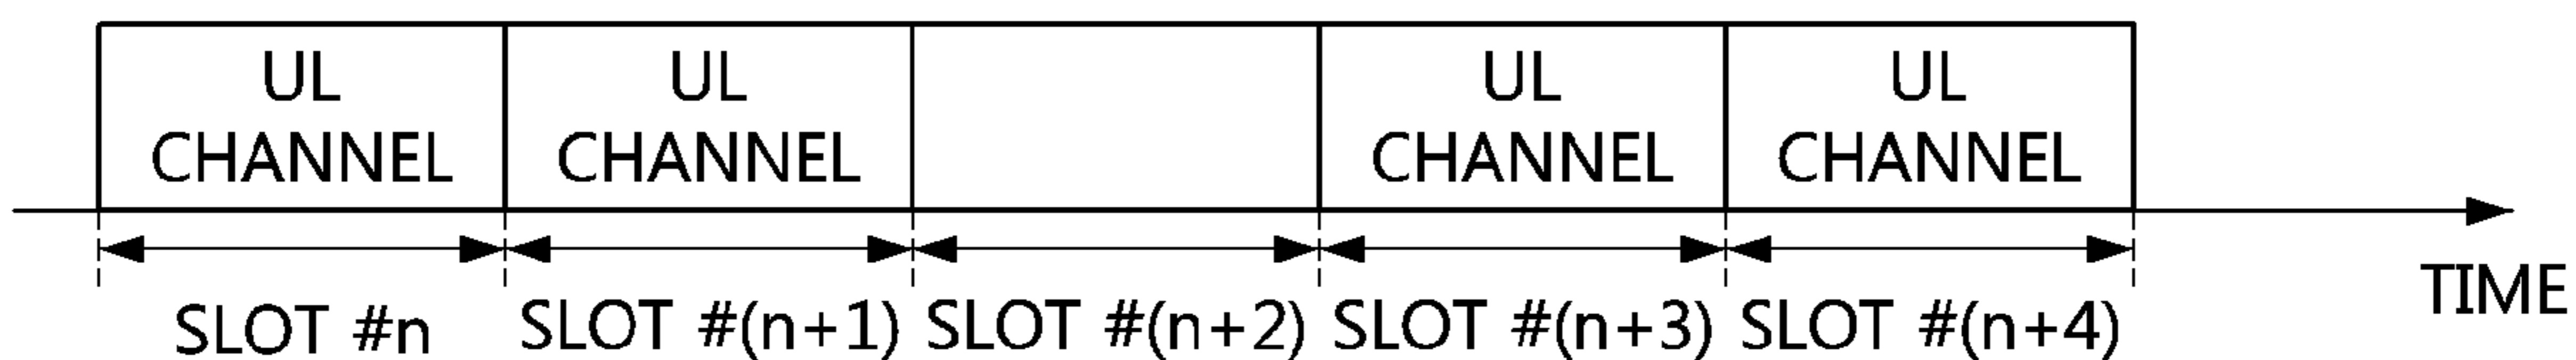 UL CHANNEL
UL CHANNEL
UL CHANNEL
UL CHANNEL
SLOT #n
SLOT #(n+1)
SLOT #(n+2)
SLOT #(n+3)
SLOT #(n+4)
TIME